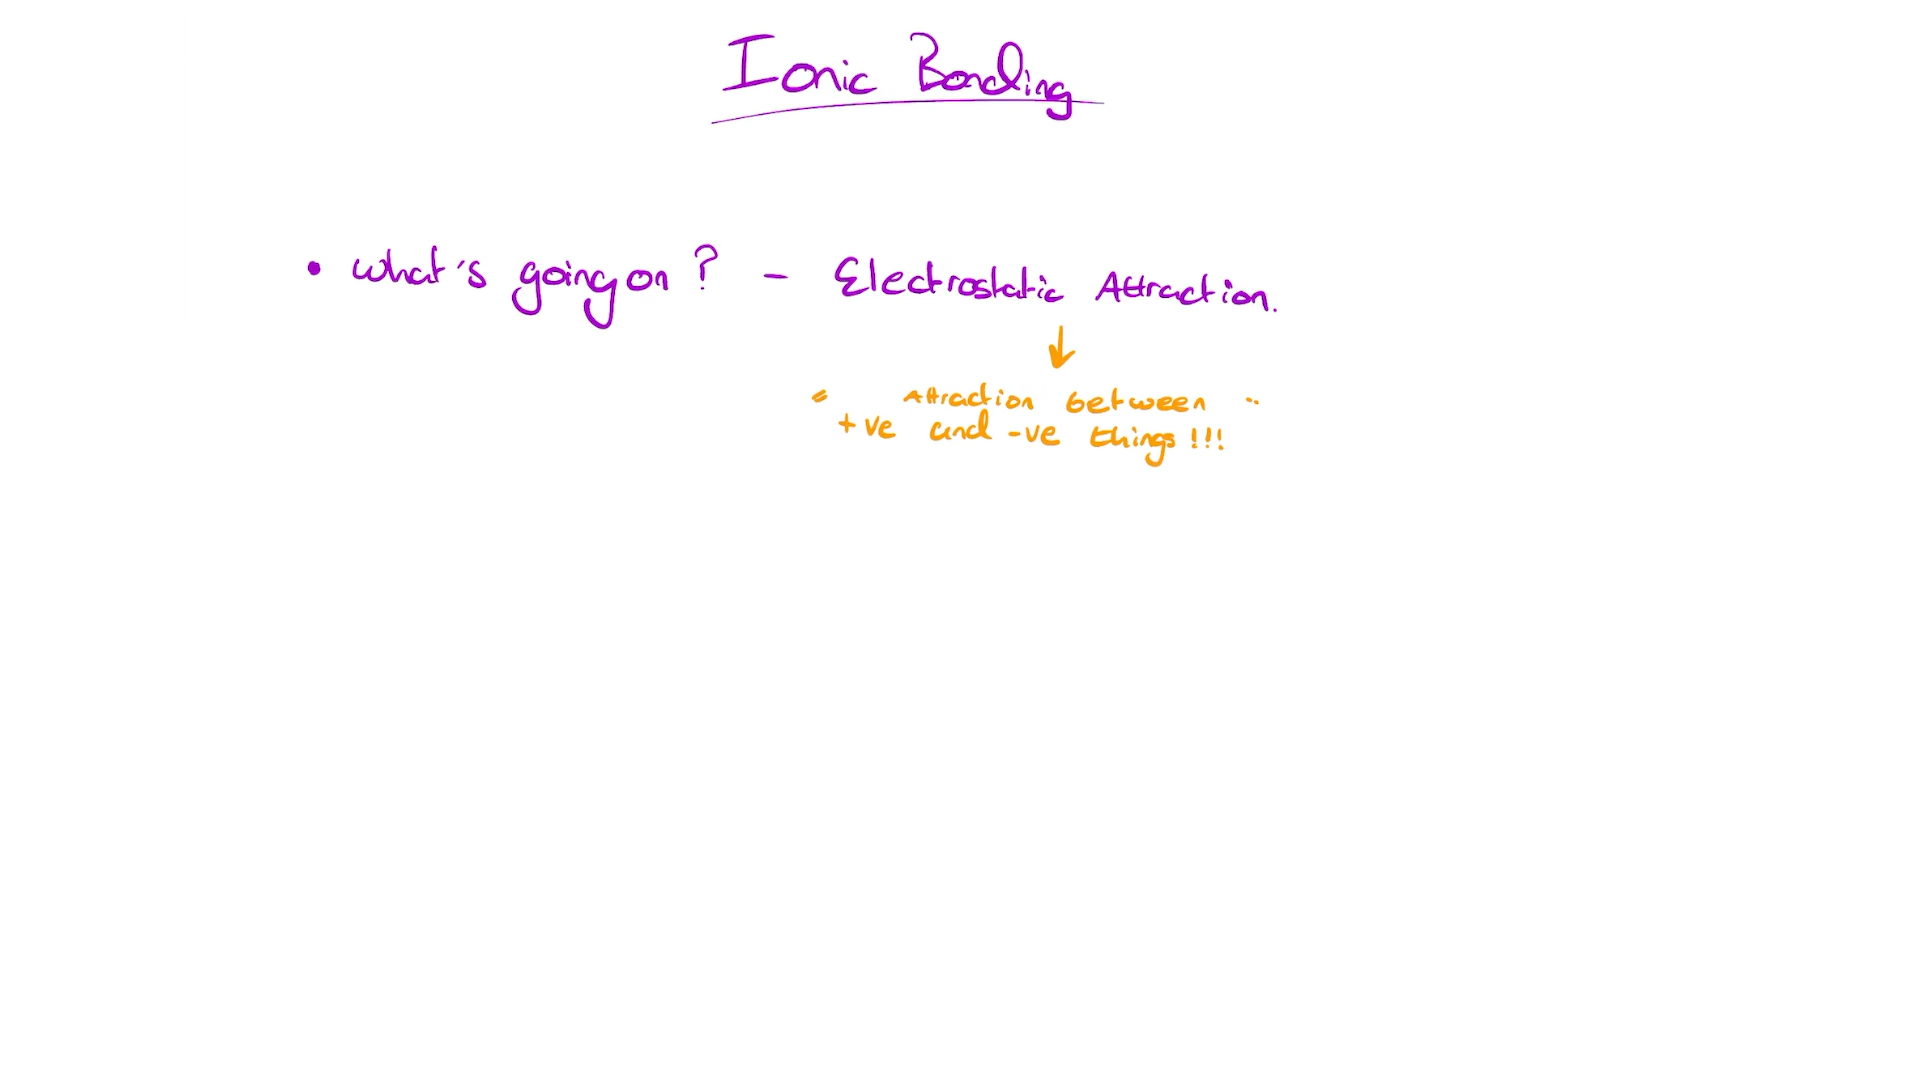 Ionic Bonding
• what's going on? - Electrostatic Attraction.
↓
" Attraction between "
+ve and -ve things!!!